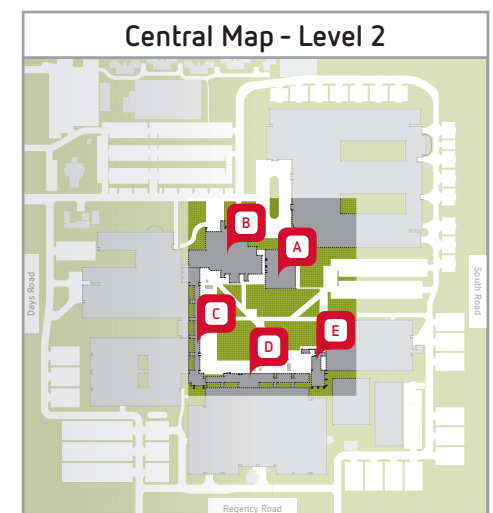 Central Map - Level 2
B
A
Days Road
South Road
C
E
D
Regency Road